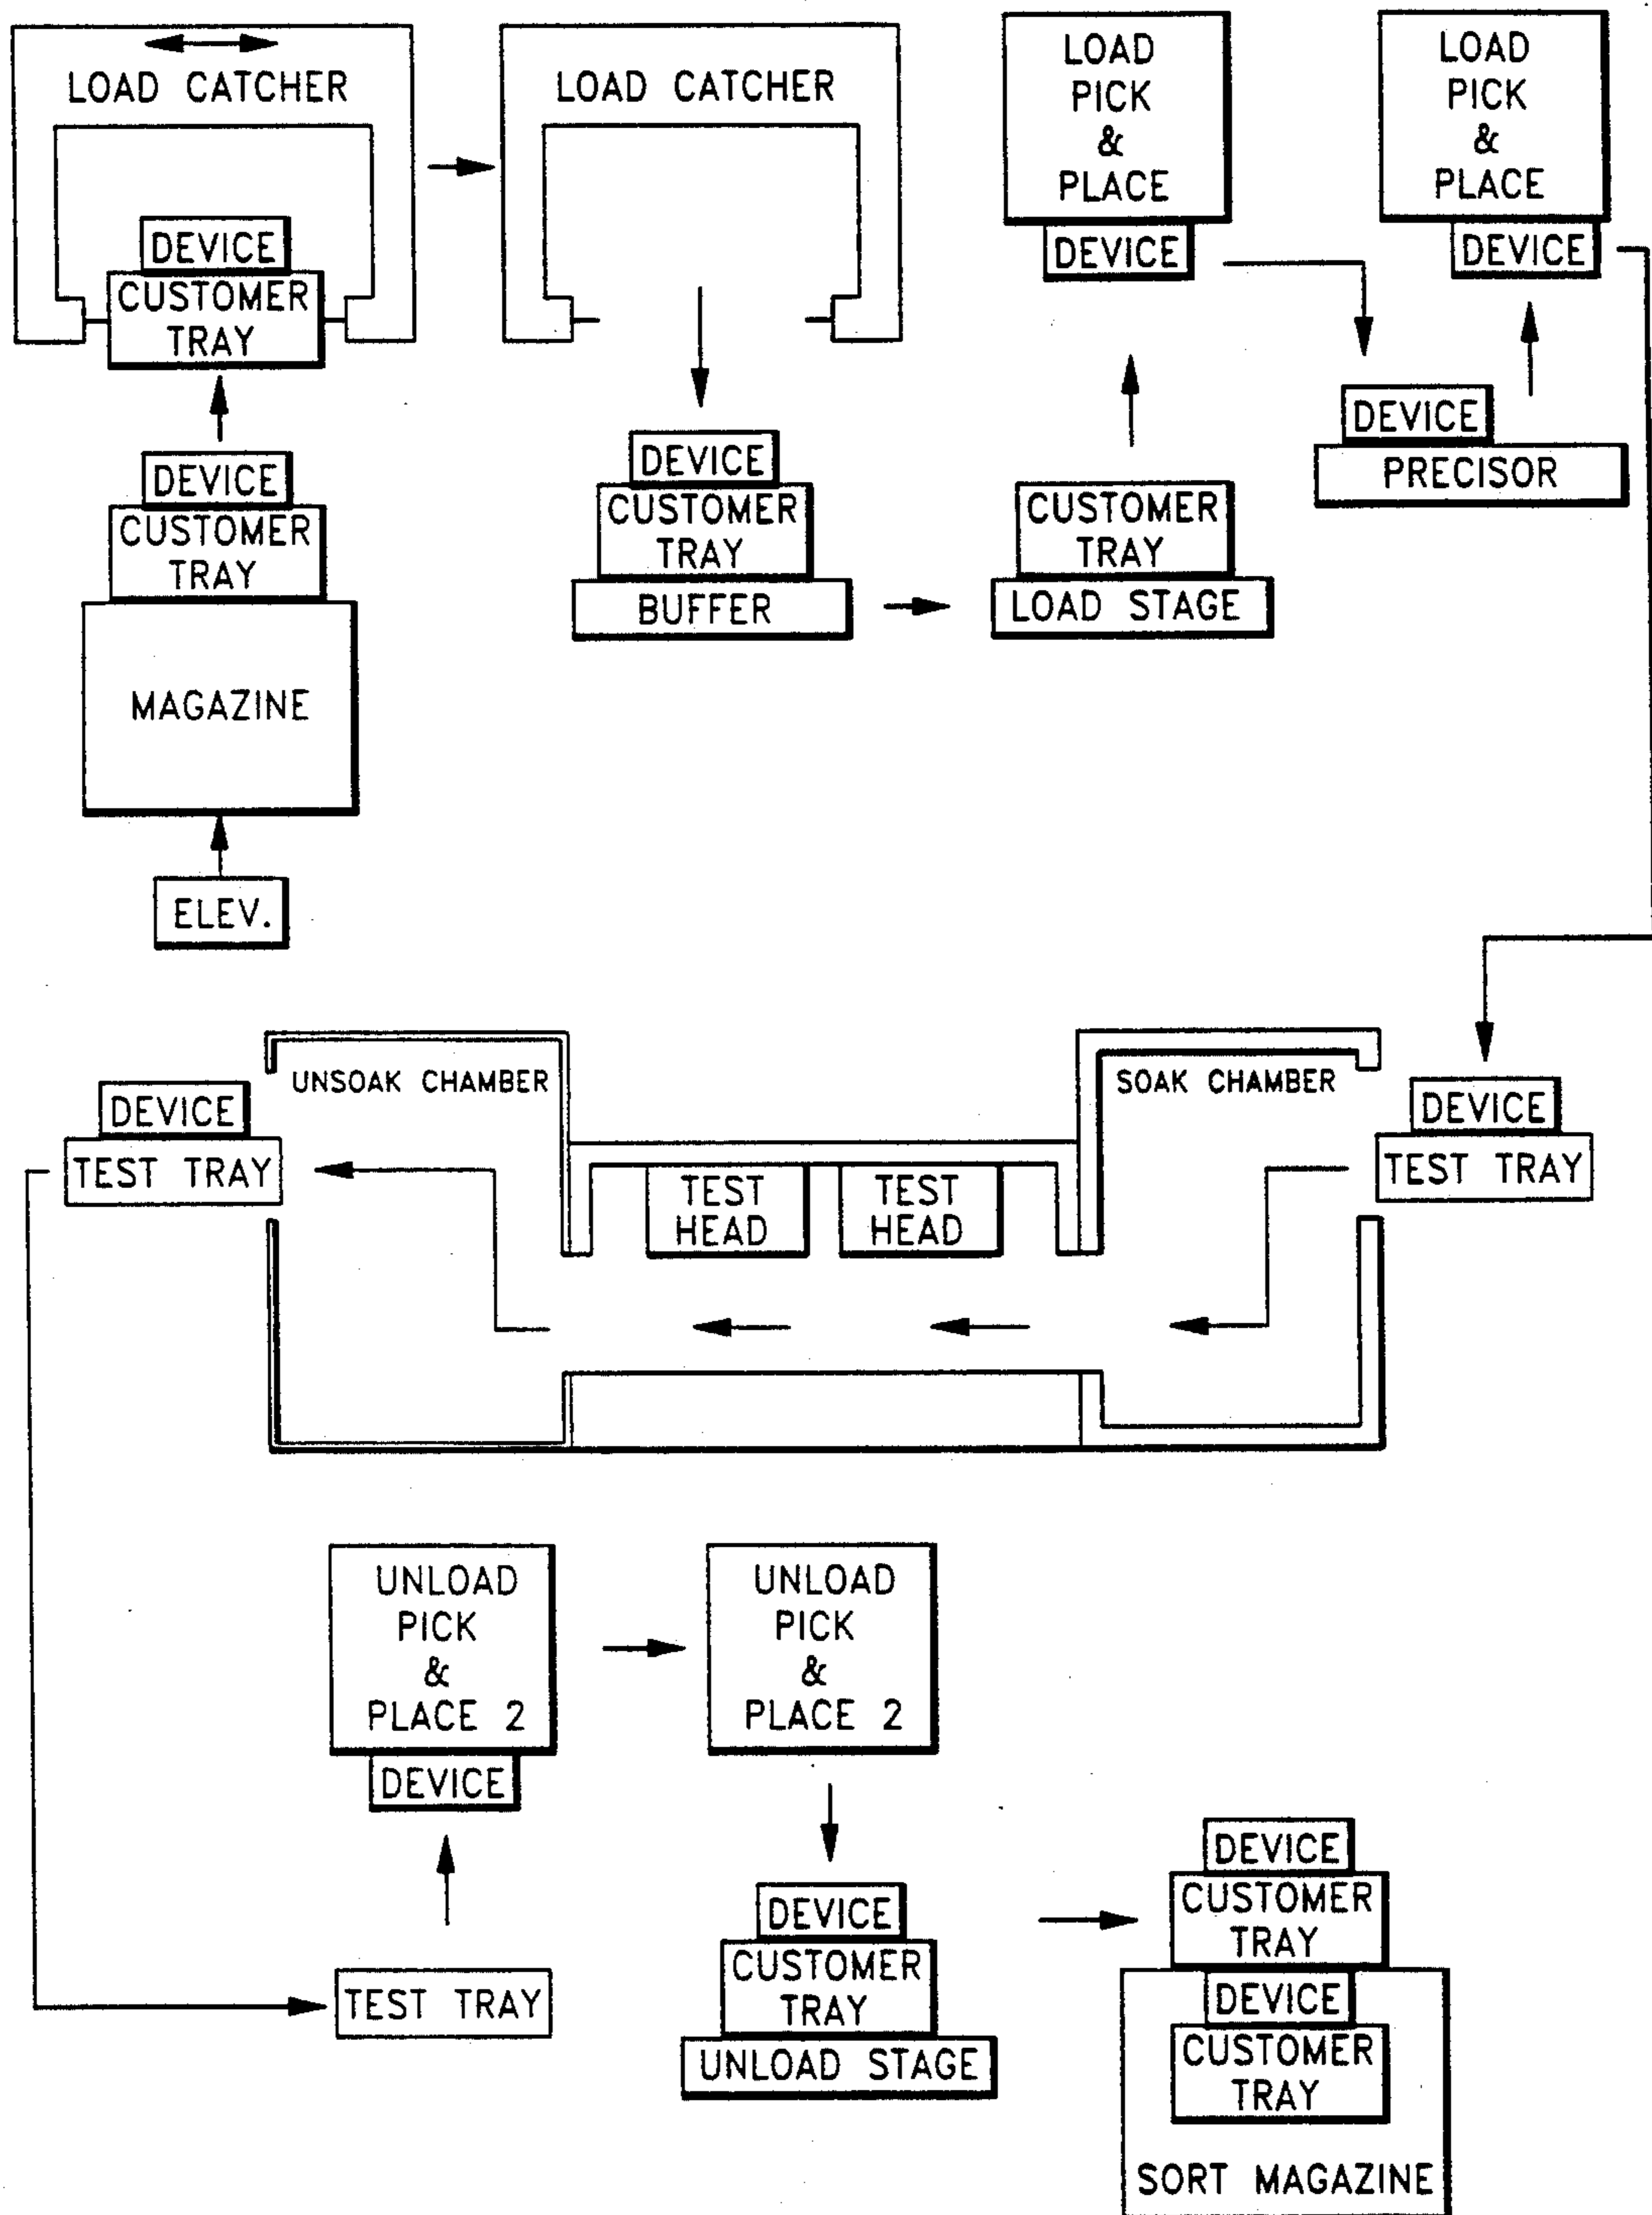 LOAD CATCHER
DEVICE
CUSTOMER
TRAY
DEVICE
CUSTOMER
TRAY
MAGAZINE
ELEV.
LOAD CATCHER
DEVICE
CUSTOMER
TRAY
BUFFER
LOAD
PICK
&
PLACE
DEVICE
CUSTOMER
TRAY
LOAD STAGE
LOAD
PICK
&
PLACE
DEVICE
DEVICE
PRECISOR
DEVICE
TEST TRAY
UNSOAK CHAMBER
TEST
HEAD
TEST
HEAD
SOAK CHAMBER
DEVICE
TEST TRAY
UNLOAD
PICK
&
PLACE 2
DEVICE
TEST TRAY
UNLOAD
PICK
&
PLACE 2
DEVICE
CUSTOMER
TRAY
UNLOAD STAGE
DEVICE
CUSTOMER
TRAY
DEVICE
CUSTOMER
TRAY
SORT MAGAZINE